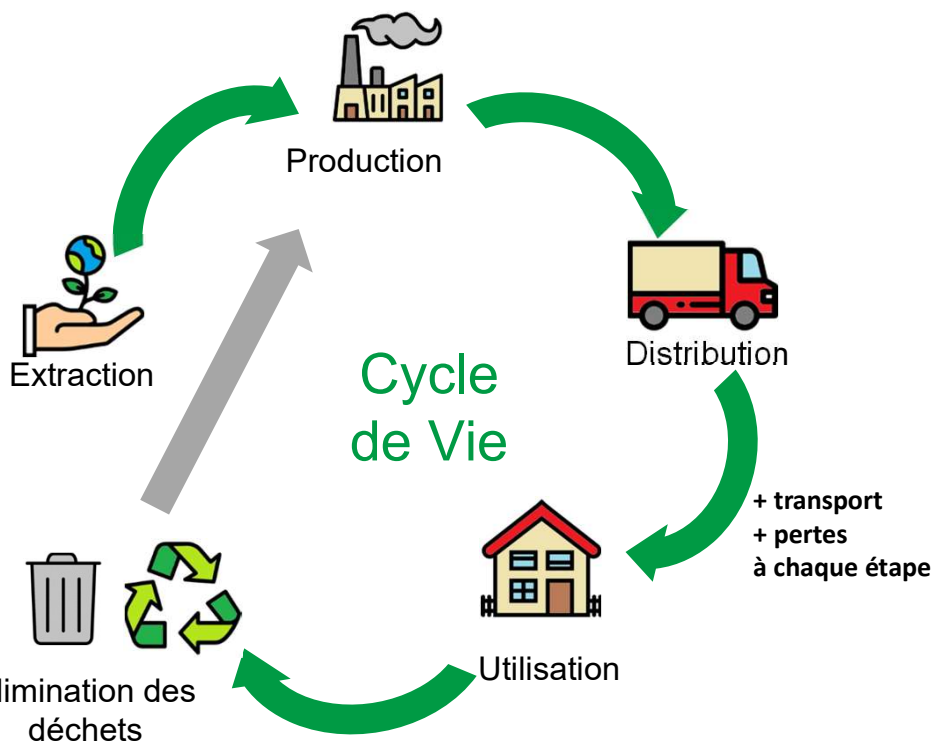 Production
Extraction
Distribution
Cycle
de Vie
+ transport
+ pertes
à chaque étape
Utilisation
limination des
déchets